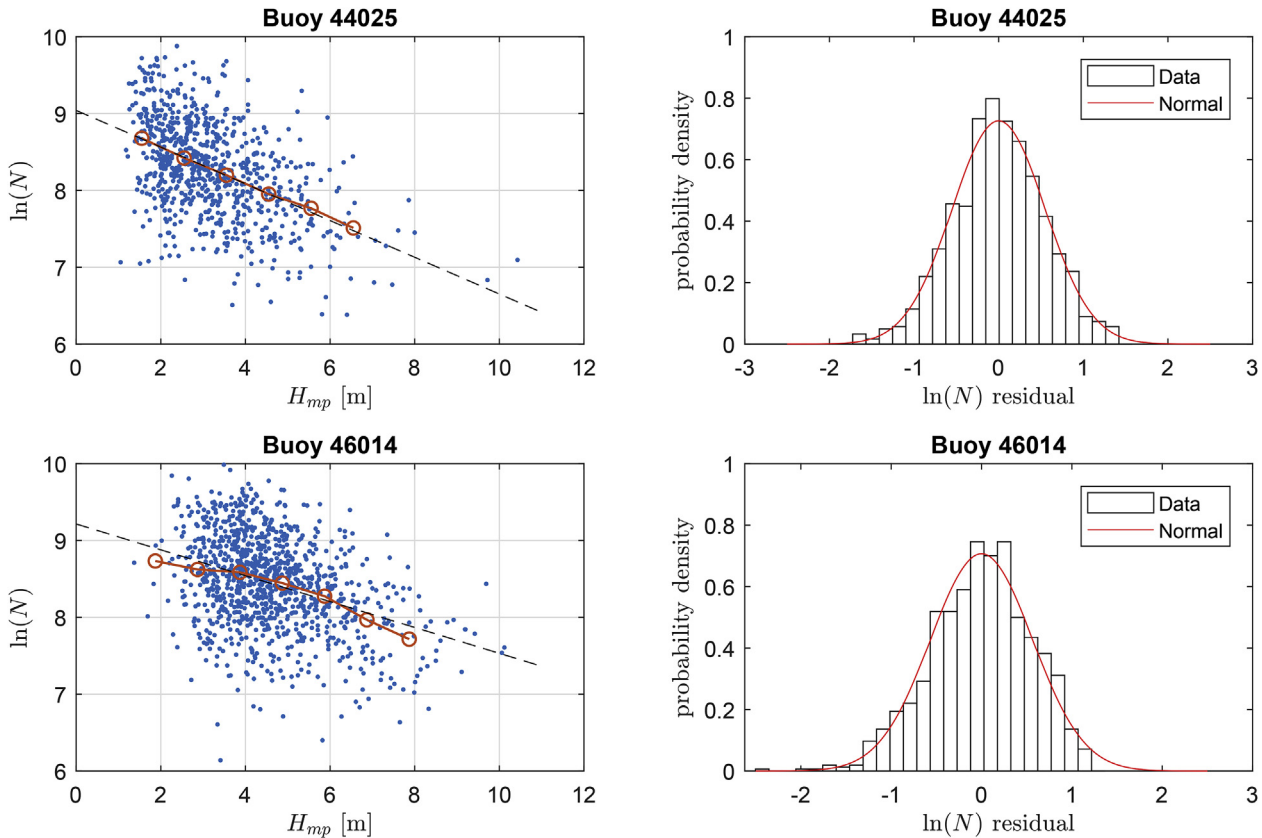 Buoy 44025
10
9
8
7
6
ln(N)
0 2 4 6 8 10 12
H_mp [m]
Buoy 44025
1
0.8
0.6
0.4
0.2
0
probability density
Data
Normal
-3 -2 -1 0 1 2 3
ln(N) residual
Buoy 46014
10
9
8
7
6
ln(N)
0 2 4 6 8 10 12
H_mp [m]
Buoy 46014
1
0.8
0.6
0.4
0.2
0
probability density
Data
Normal
-2 -1 0 1 2 3
ln(N) residual